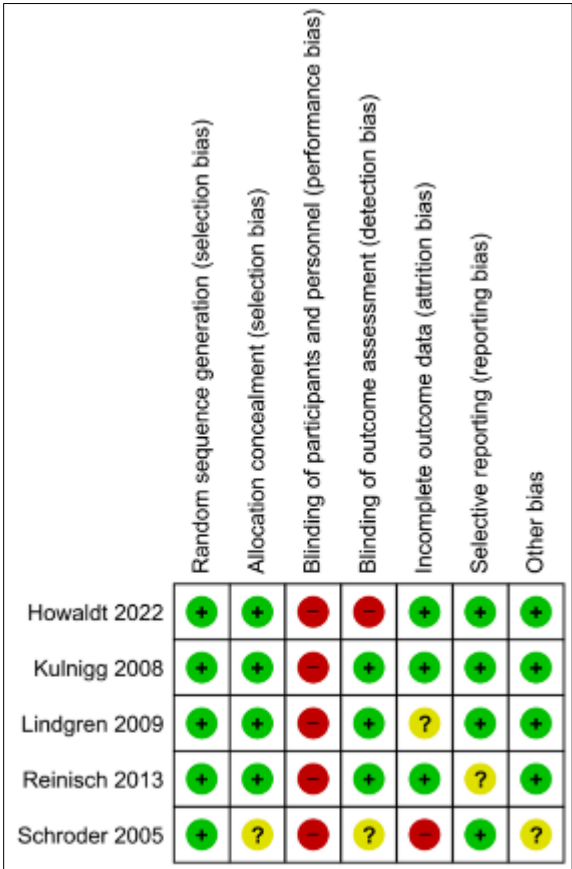 Random sequence generation (selection bias)
Allocation concealment (selection bias)
Blinding of participants and personnel (performance bias)
Blinding of outcome assessment (detection bias)
Incomplete outcome data (attrition bias)
Selective reporting (reporting bias)
Other bias
Howaldt 2022 + + – – + + +
Kulnigg 2008 + + – + + + +
Lindgren 2009 + + – + ? + +
Reinisch 2013 + + – + + ? +
Schroder 2005 + ? – ? – + ?